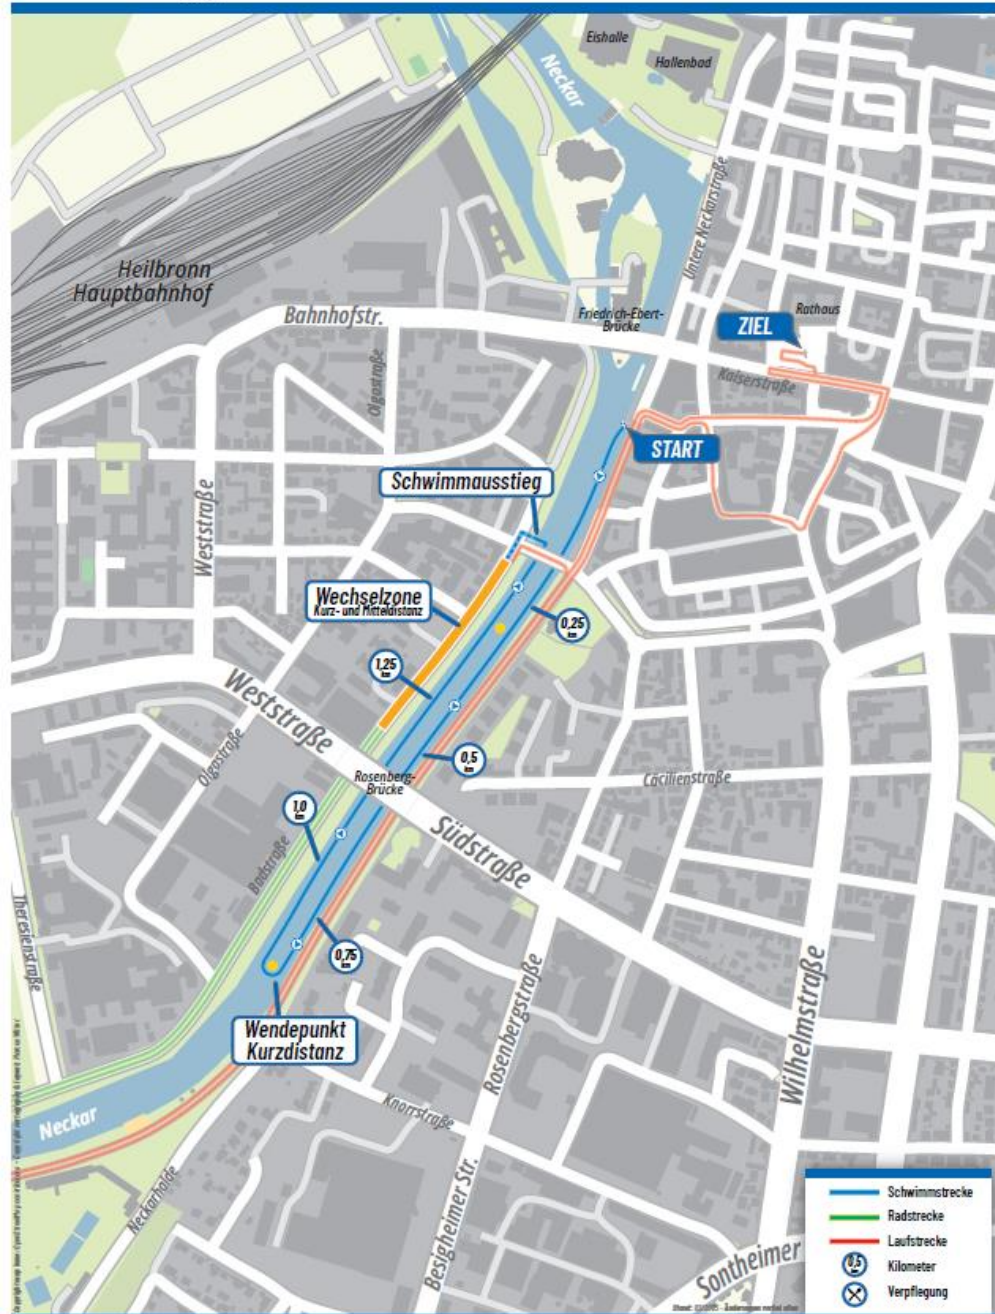 Eishalle
Hallenbad
Neckar
Untere Neckarstraße
Heilbronn
Hauptbahnhof
Bahnhofstr.
Friedrich-Ebert-
Brücke
Rathaus
ZIEL
Kaiserstraße
Olgastraße
START
Schwimmausstieg
Weststraße
Wechselzone
Kurz- und Mitteldistanz
0,25
km
1,25
km
Weststraße
Olgastraße
0,5
km
Rosenberg-
Brücke
Cäcilienstraße
1,0
km
Südstraße
Badstraße
Theresienstraße
0,75
km
Wendepunkt
Kurzdistanz
Rosenbergstraße
Wilhelmstraße
Neckar
Knorrstraße
Neckarhalde
Besigheimer Str.
Sontheimer
Schwimmstrecke
Radstrecke
Laufstrecke
0,5
Kilometer
Verpflegung